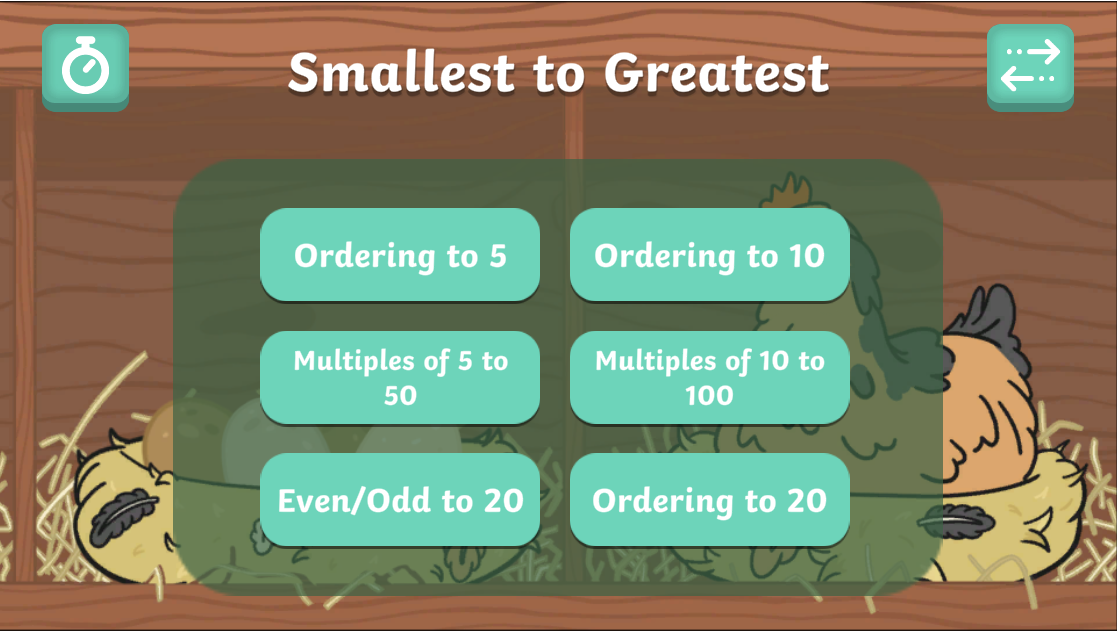 Smallest to Greatest
Ordering to 5
Ordering to 10
Multiples of 5 to
50
Multiples of 10 to
100
Even/Odd to 20
Ordering to 20